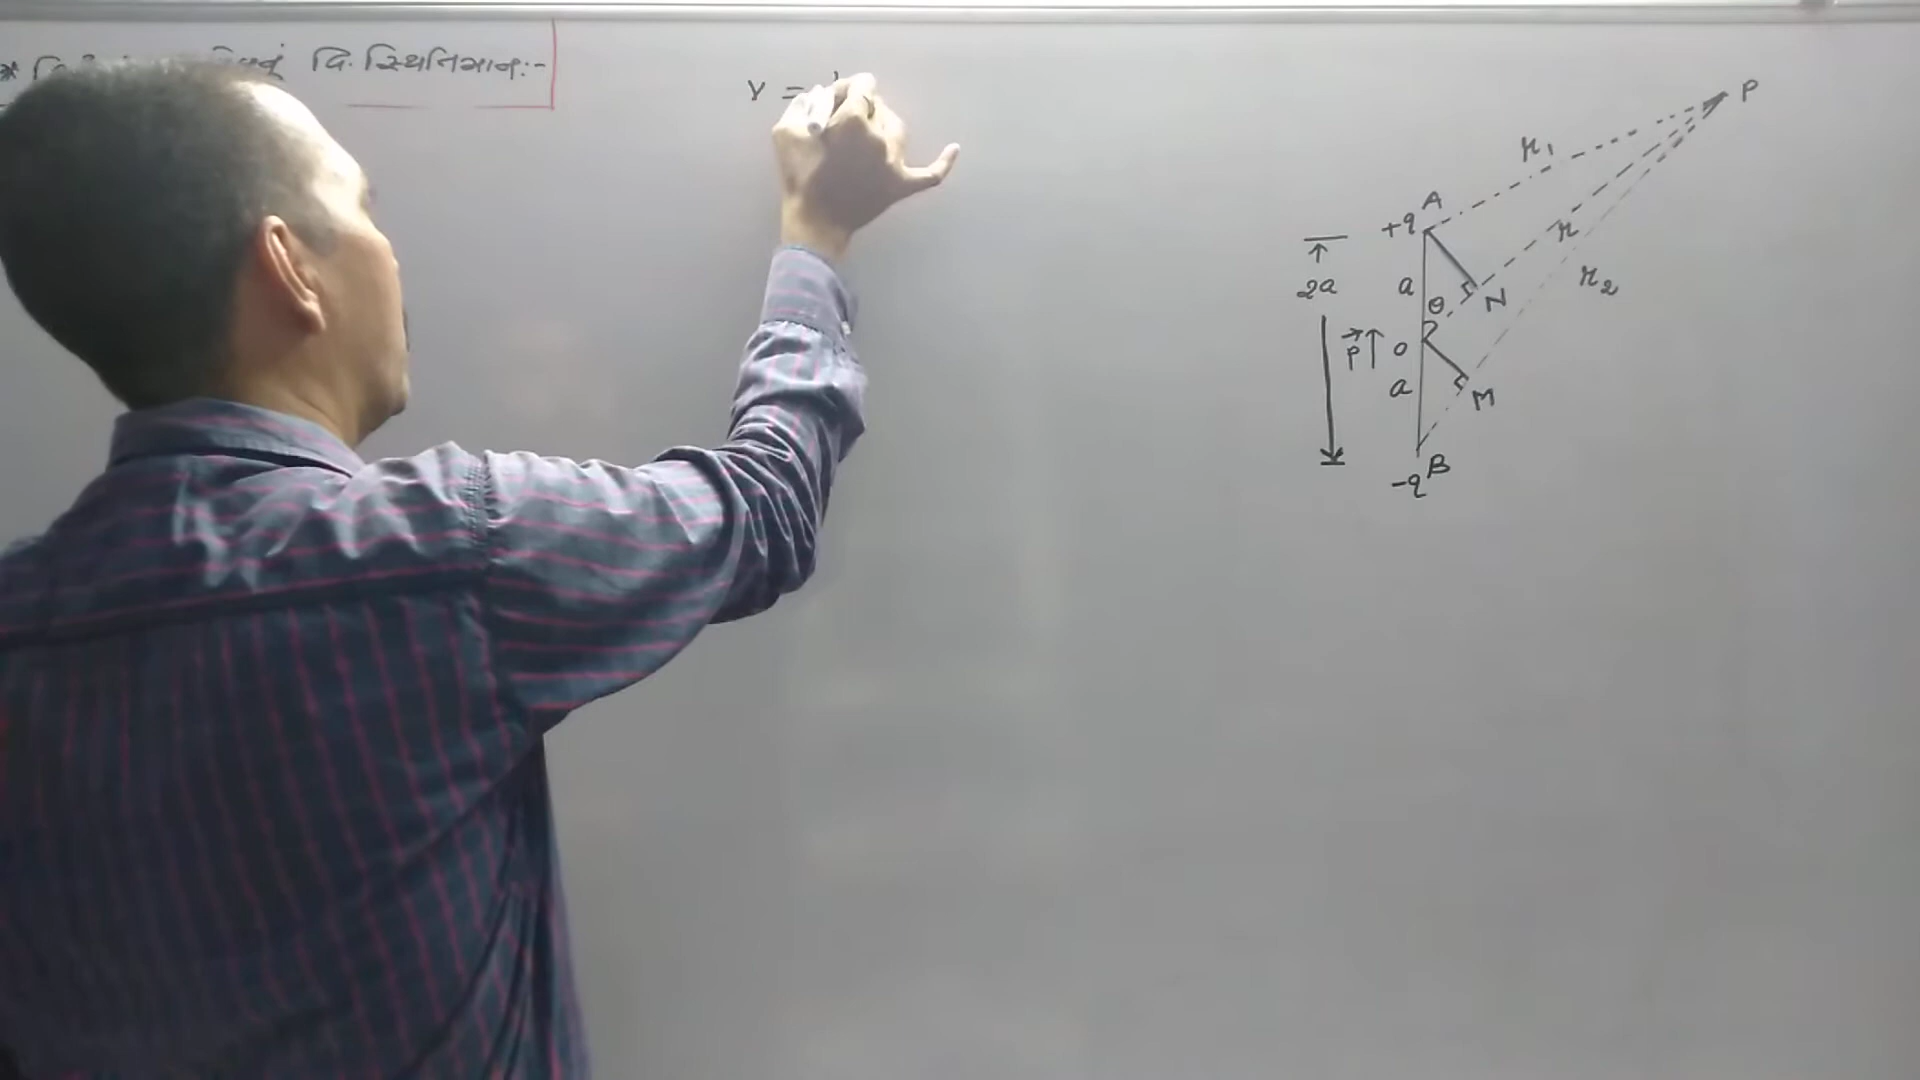 * વિ. સ્થિતિમાન:-
V =
P
r₁
A
+q
r
2a
a
θ
N
r₂
p⃗
O
a
M
B
-q